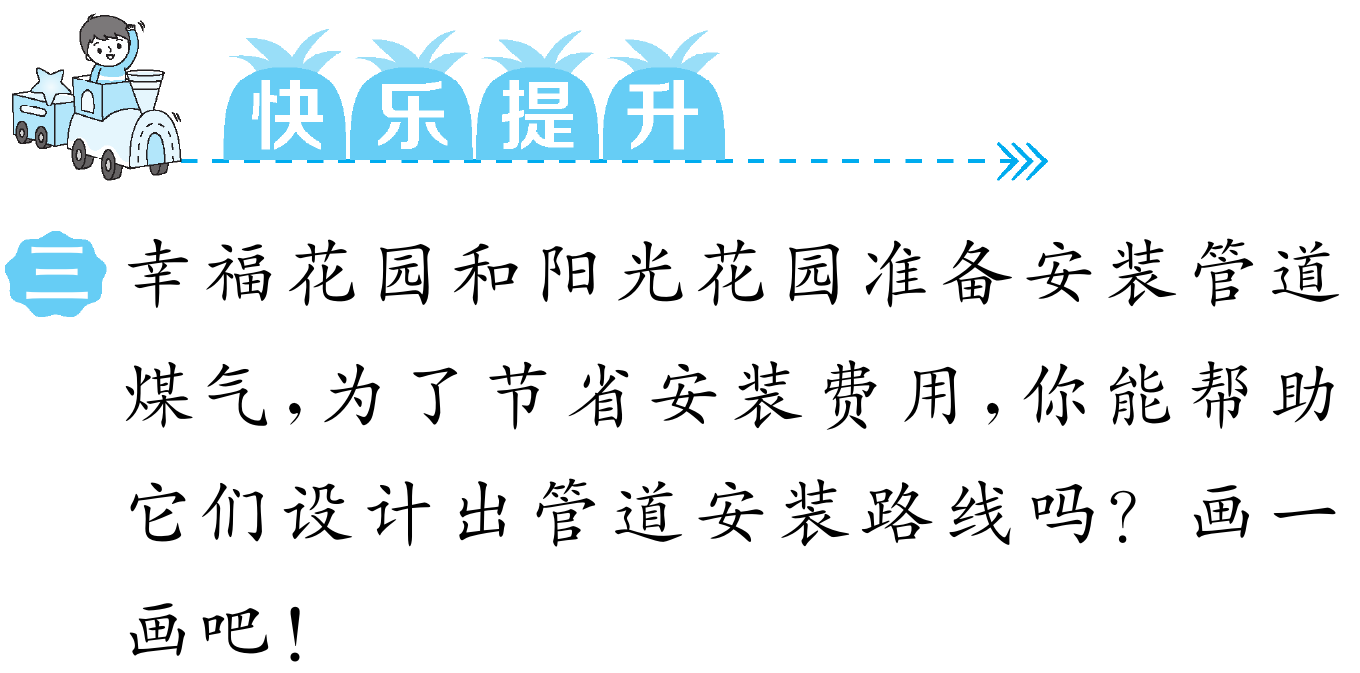 快乐提升
三 幸福花园和阳光花园准备安装管道
煤气，为了节省安装费用，你能帮助
它们设计出管道安装路线吗？画一
画吧！